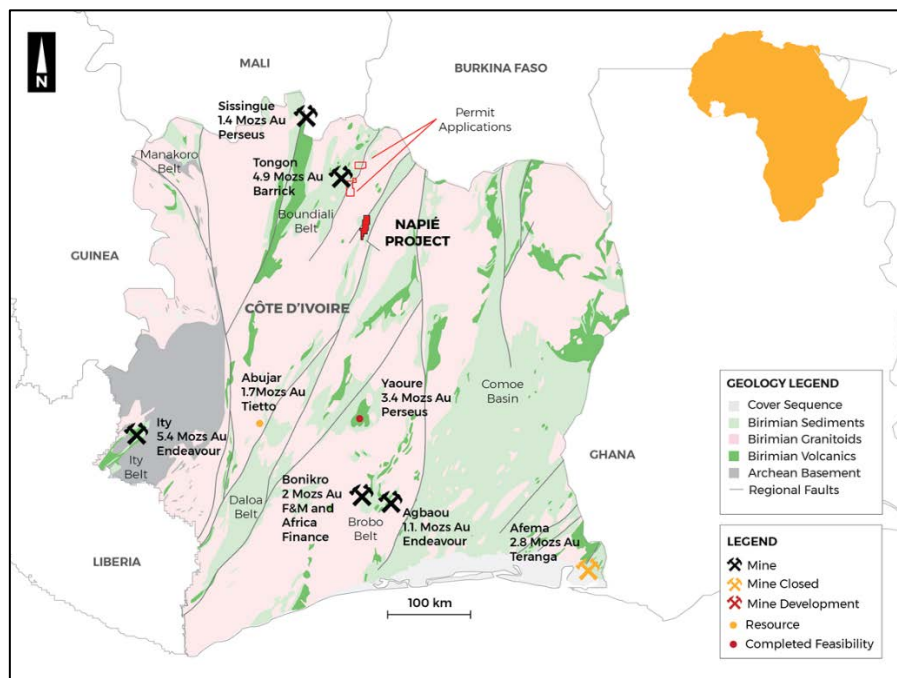 N
MALI
BURKINA FASO
Sissingue
1.4 Mozs Au
Perseus
Permit
Applications
Manakoro
Belt
Tongon
4.9 Mozs Au
Barrick
Boundiali
Belt
NAPIÉ
PROJECT
GUINEA
CÔTE D'IVOIRE
Abujar
1.7Mozs Au
Tietto
Yaoure
3.4 Mozs Au
Perseus
Comoe
Basin
Ity
5.4 Mozs Au
Endeavour
Ity
Belt
GHANA
Daloa
Belt
Bonikro
2 Mozs Au
F&M and
Africa
Finance
Brobo
Belt
Agbaou
1.1. Mozs Au
Endeavour
Afema
2.8 Mozs Au
Teranga
LIBERIA
100 km
GEOLOGY LEGEND
Cover Sequence
Birimian Sediments
Birimian Granitoids
Birimian Volcanics
Archean Basement
Regional Faults
LEGEND
Mine
Mine Closed
Mine Development
Resource
Completed Feasibility